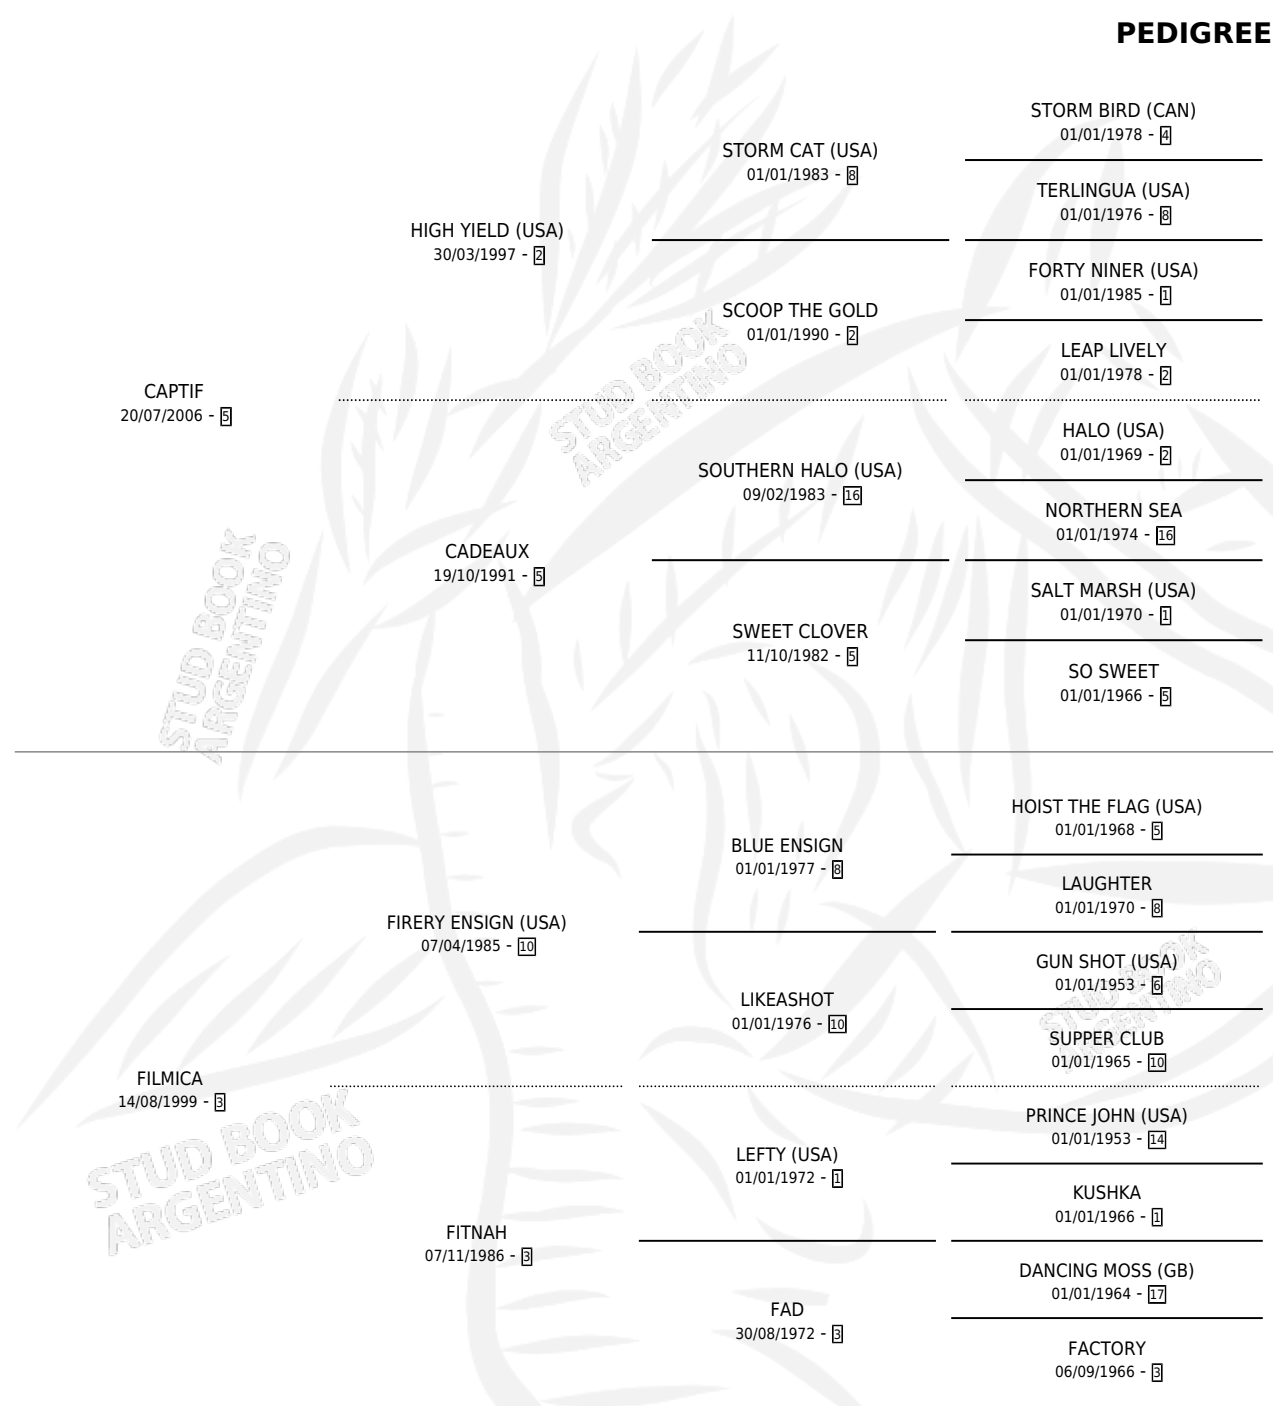 PEDIGREE
STORM BIRD (CAN)
01/01/1978 - 4
STORM CAT (USA)
01/01/1983 - 8
TERLINGUA (USA)
01/01/1976 - 8
HIGH YIELD (USA)
30/03/1997 - 2
FORTY NINER (USA)
01/01/1985 - 1
SCOOP THE GOLD
01/01/1990 - 2
LEAP LIVELY
01/01/1978 - 2
CAPTIF
20/07/2006 - 5
STUD BOOK
ARGENTINO
HALO (USA)
01/01/1969 - 2
SOUTHERN HALO (USA)
09/02/1983 - 16
NORTHERN SEA
01/01/1974 - 16
CADEAUX
19/10/1991 - 5
SALT MARSH (USA)
01/01/1970 - 1
SWEET CLOVER
11/10/1982 - 5
SO SWEET
01/01/1966 - 5
STUD BOOK
ARGENTINO
HOIST THE FLAG (USA)
01/01/1968 - 5
BLUE ENSIGN
01/01/1977 - 8
LAUGHTER
01/01/1970 - 8
FIRERY ENSIGN (USA)
07/04/1985 - 10
GUN SHOT (USA)
01/01/1953 - 6
LIKEASHOT
01/01/1976 - 10
STUD BOOK
ARGENTINO
SUPPER CLUB
01/01/1965 - 10
FILMICA
14/08/1999 - 3
PRINCE JOHN (USA)
01/01/1953 - 14
LEFTY (USA)
01/01/1972 - 1
STUD BOOK
ARGENTINO
KUSHKA
01/01/1966 - 1
FITNAH
07/11/1986 - 3
DANCING MOSS (GB)
01/01/1964 - 17
FAD
30/08/1972 - 3
FACTORY
06/09/1966 - 3